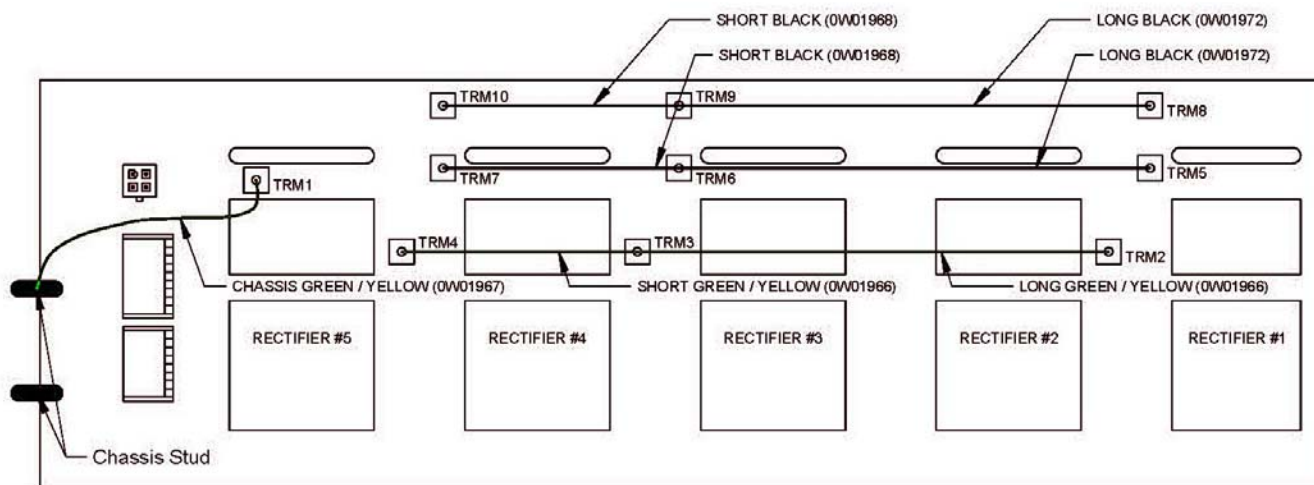 SHORT BLACK (0W01968)
LONG BLACK (0W01972)
SHORT BLACK (0W01968)
LONG BLACK (0W01972)
TRM10
TRM9
TRM8
TRM7
TRM6
TRM5
TRM1
TRM4
TRM3
TRM2
CHASSIS GREEN / YELLOW (0W01967)
SHORT GREEN / YELLOW (0W01966)
LONG GREEN / YELLOW (0W01966)
RECTIFIER #5
RECTIFIER #4
RECTIFIER #3
RECTIFIER #2
RECTIFIER #1
Chassis Stud